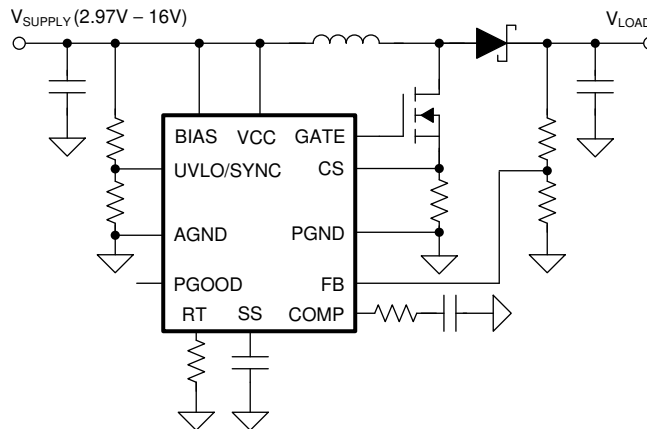 VSUPPLY (2.97V – 16V)
VLOAD
BIAS VCC GATE
UVLO/SYNC CS
AGND PGND
PGOOD FB
RT SS COMP